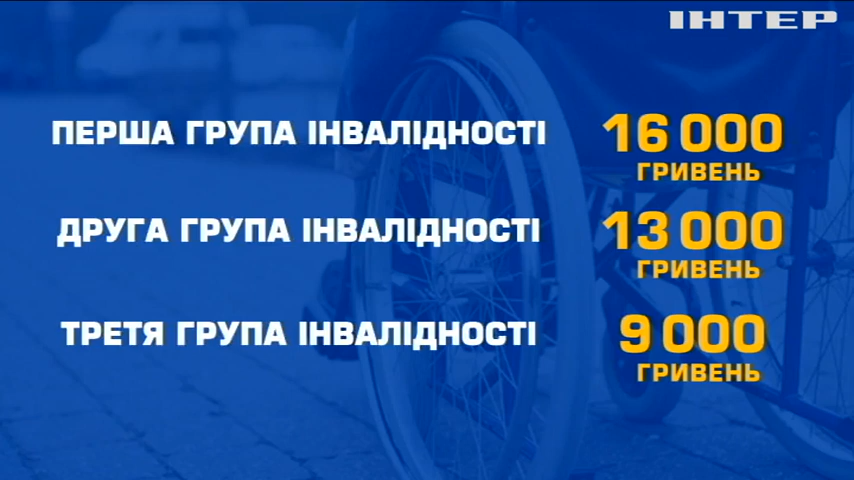 ІНТЕР
ПЕРША ГРУПА ІНВАЛІДНОСТІ 16 000
ГРИВЕНЬ
ДРУГА ГРУПА ІНВАЛІДНОСТІ 13 000
ГРИВЕНЬ
ТРЕТЯ ГРУПА ІНВАЛІДНОСТІ 9 000
ГРИВЕНЬ